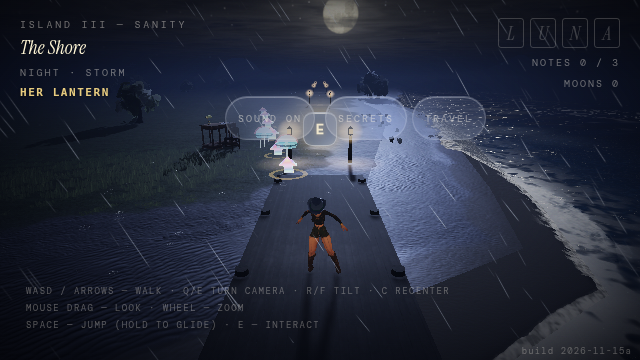 ISLAND III — SANITY
The Shore
NIGHT · STORM
HER LANTERN
L U N A
NOTES 0 / 3
MOONS 0
SOUND ON
E
SECRETS
TRAVEL
WASD / ARROWS — WALK · Q/E TURN CAMERA · R/F TILT · C RECENTER
MOUSE DRAG — LOOK · WHEEL — ZOOM
SPACE — JUMP (HOLD TO GLIDE) · E — INTERACT
build 2026-11-15a